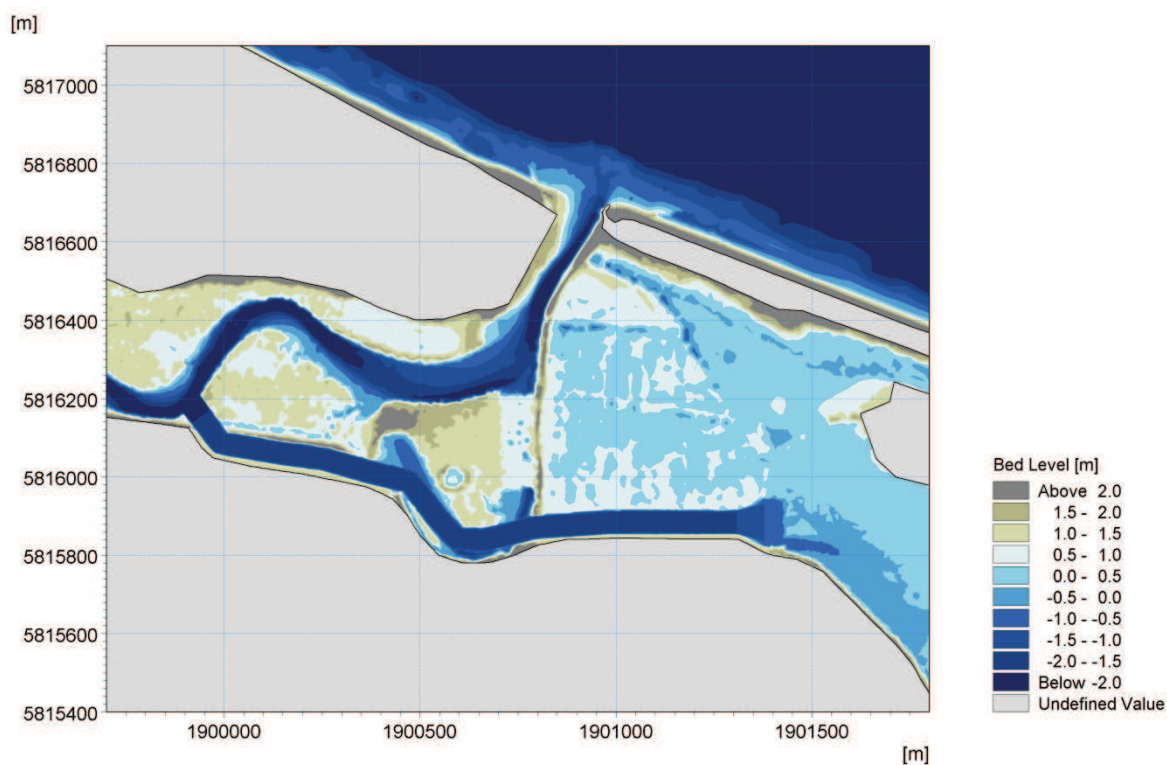 [m]
5817000
5816800
5816600
5816400
5816200
5816000
5815800
5815600
5815400
1900000
1900500
1901000
1901500
[m]
Bed Level [m]
Above 2.0
1.5 - 2.0
1.0 - 1.5
0.5 - 1.0
0.0 - 0.5
-0.5 - 0.0
-1.0 - -0.5
-1.5 - -1.0
-2.0 - -1.5
Below -2.0
Undefined Value